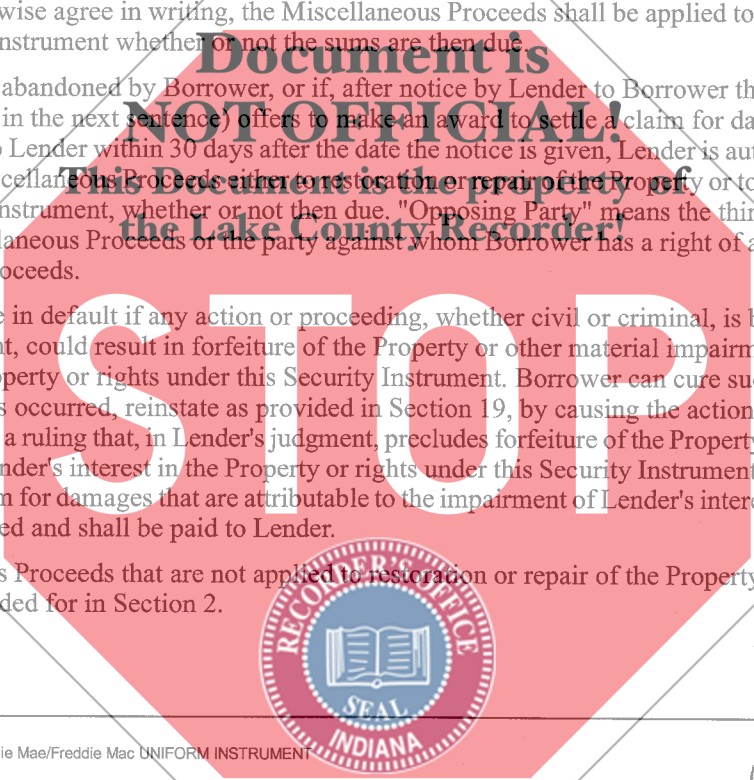 wise agree in writing, the Miscellaneous Proceeds shall be applied to
nstrument whether or not the sums are then due.
Document is
abandoned by Borrower, or if, after notice by Lender to Borrower th
in the next sentence) offers to make an award to settle a claim for da
NOT OFFICIAL!
o Lender within 30 days after the date the notice is given, Lender is aut
cellaneous Proceeds either to restoration or repair of the Property or to
This Document is the property of
nstrument, whether or not then due. "Opposing Party" means the thir
the Lake County Recorder!
laneous Proceeds or the party against whom Borrower has a right of a
oceeds.
STOP
e in default if any action or proceeding, whether civil or criminal, is b
nt, could result in forfeiture of the Property or other material impairm
operty or rights under this Security Instrument. Borrower can cure su
s occurred, reinstate as provided in Section 19, by causing the action
a ruling that, in Lender's judgment, precludes forfeiture of the Property
nder's interest in the Property or rights under this Security Instrument
m for damages that are attributable to the impairment of Lender's intere
ed and shall be paid to Lender.
s Proceeds that are not applied to restoration or repair of the Property
ded for in Section 2.
RECORDER'S OFFICE
SEAL
INDIANA
ie Mae/Freddie Mac UNIFORM INSTRUMENT